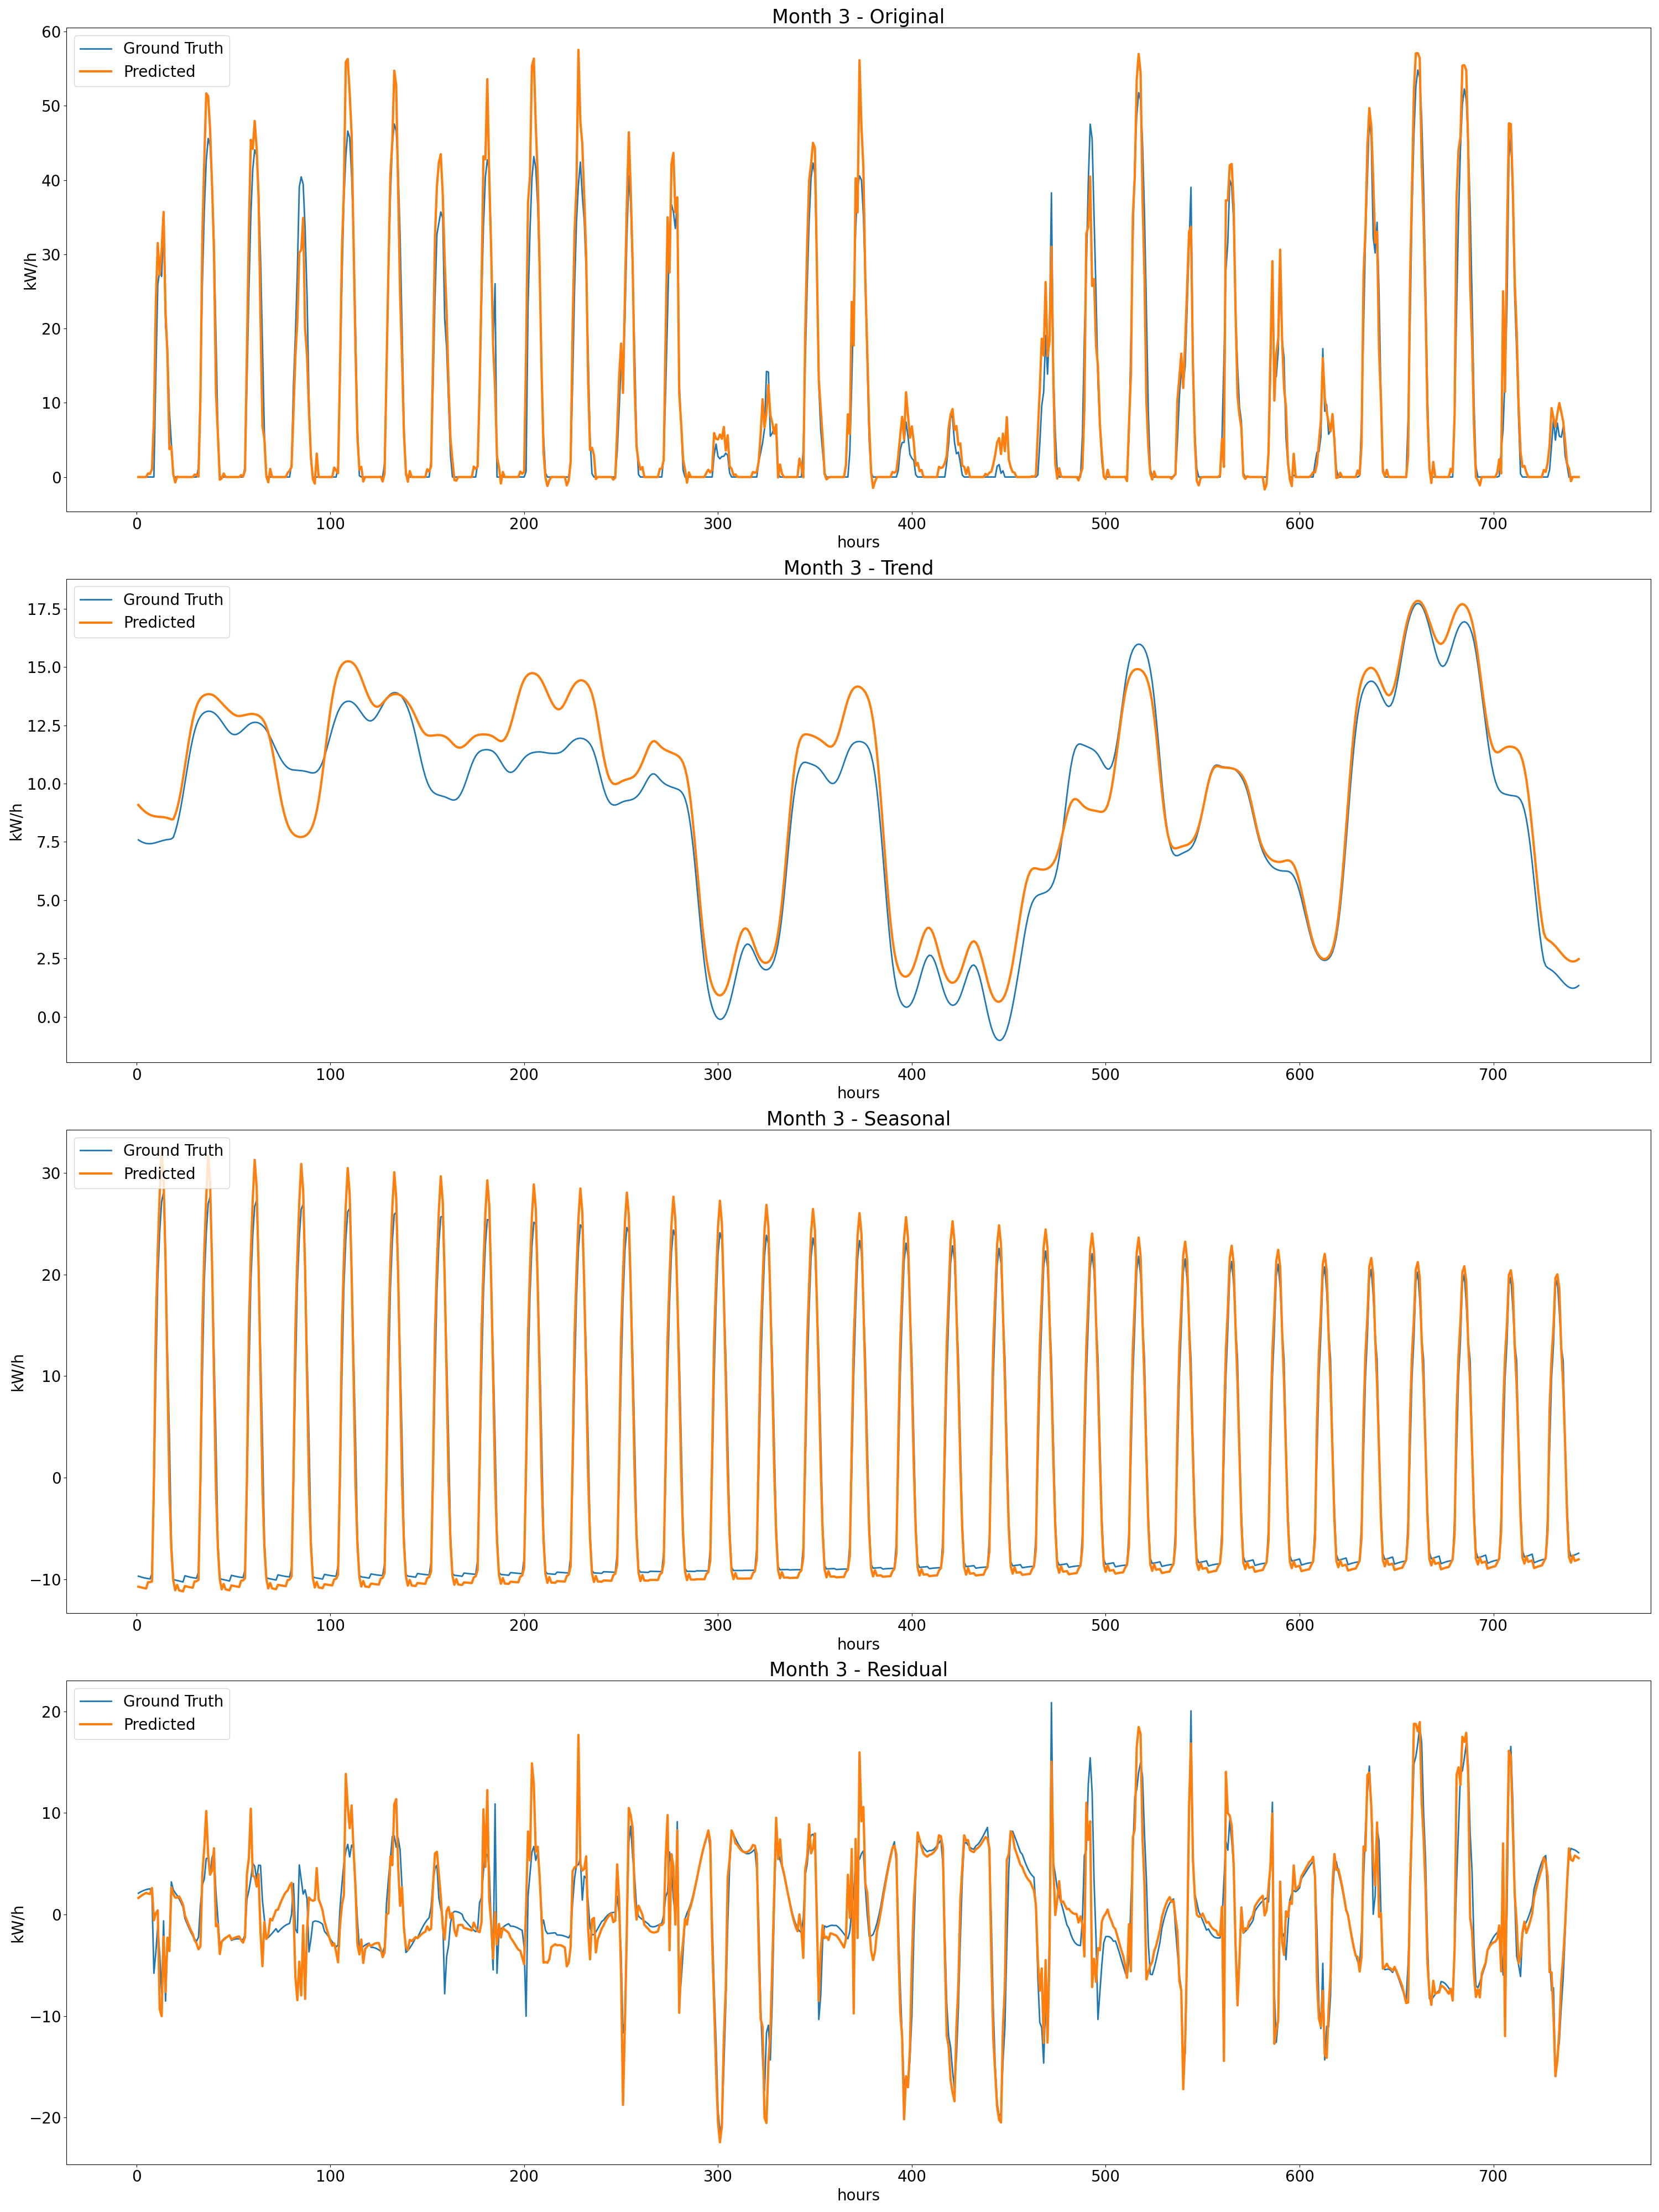 Month 3 - Original
Ground Truth
Predicted
60
50
40
30
20
10
0
kW/h
0 100 200 300 400 500 600 700
hours
Month 3 - Trend
Ground Truth
Predicted
17.5
15.0
12.5
10.0
7.5
5.0
2.5
0.0
kW/h
0 100 200 300 400 500 600 700
hours
Month 3 - Seasonal
Ground Truth
Predicted
30
20
10
0
−10
kW/h
0 100 200 300 400 500 600 700
hours
Month 3 - Residual
Ground Truth
Predicted
20
10
0
−10
−20
kW/h
0 100 200 300 400 500 600 700
hours